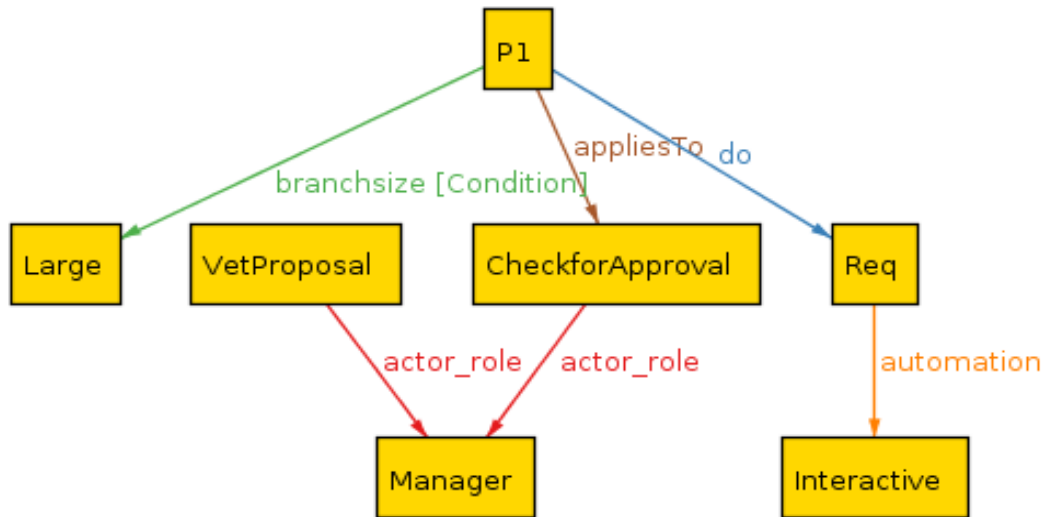 P1
appliesTo
do
branchsize [Condition]
Large
VetProposal
CheckforApproval
Req
actor_role
actor_role
automation
Manager
Interactive